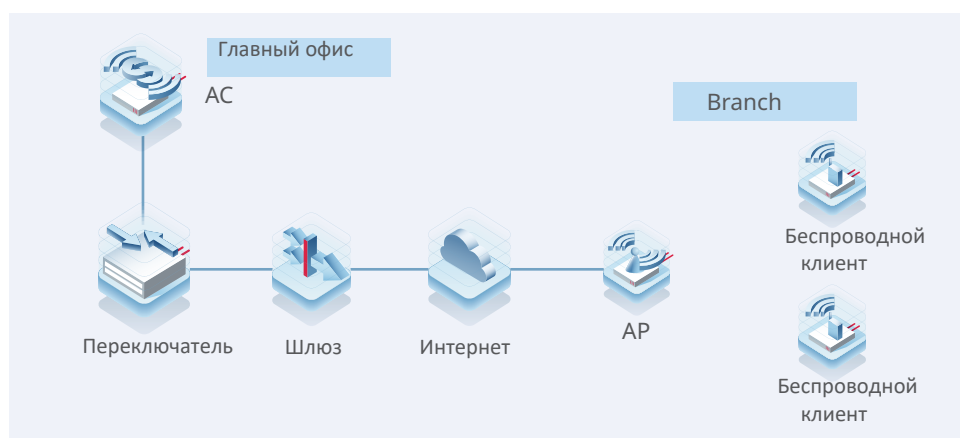 Главный офис
AC
Branch
Беспроводной
клиент
Переключатель
Шлюз
Интернет
AP
Беспроводной
клиент